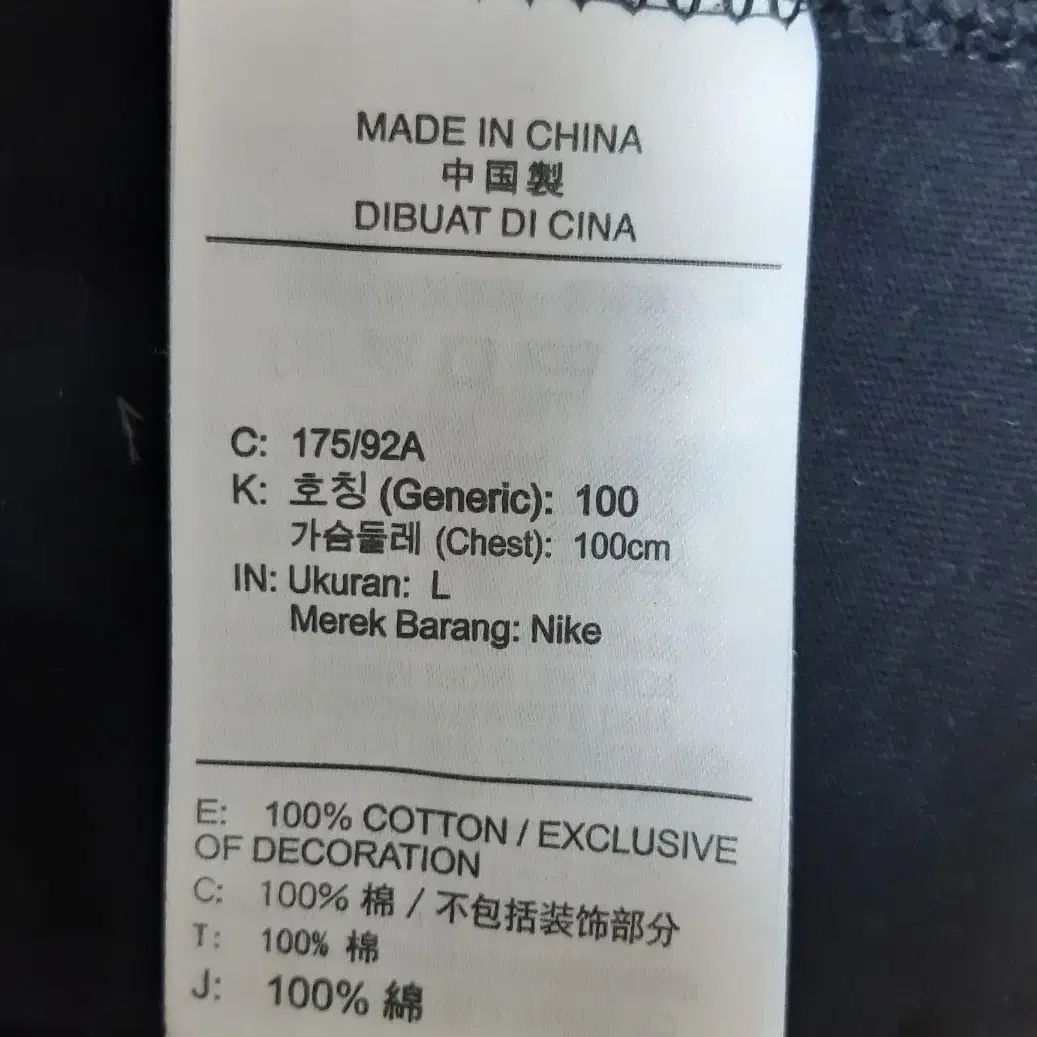 MADE IN CHINA
中国製
DIBUAT DI CINA
C: 175/92A
K: 호칭 (Generic): 100
가슴둘레 (Chest): 100cm
IN: Ukuran: L
Merek Barang: Nike
E: 100% COTTON / EXCLUSIVE
OF DECORATION
C: 100% 棉 / 不包括装饰部分
T: 100% 棉
J: 100% 綿